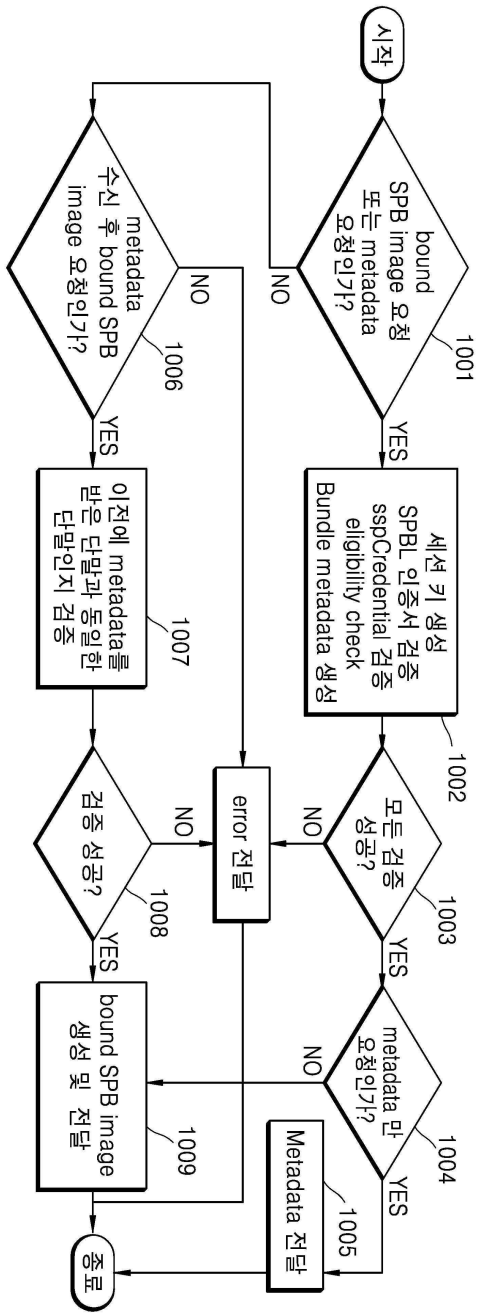 시작
bound
SPB image 요청
또는 metadata
요청인가?
1001
YES
NO
세션 키 생성
SPBL 인증서 검증
sspCredential 검증
eligibility check
Bundle metadata 생성
1002
모든 검증
성공?
1003
YES
NO
metadata 만
요청인가?
1004
YES
NO
Metadata 전달
1005
metadata
수신 후 bound SPB
image 요청인가?
1006
YES
NO
이전에 metadata를
받은 단말과 동일한
단말인지 검증
1007
검증 성공?
1008
YES
NO
error 전달
bound SPB image
생성 및 전달
1009
종료